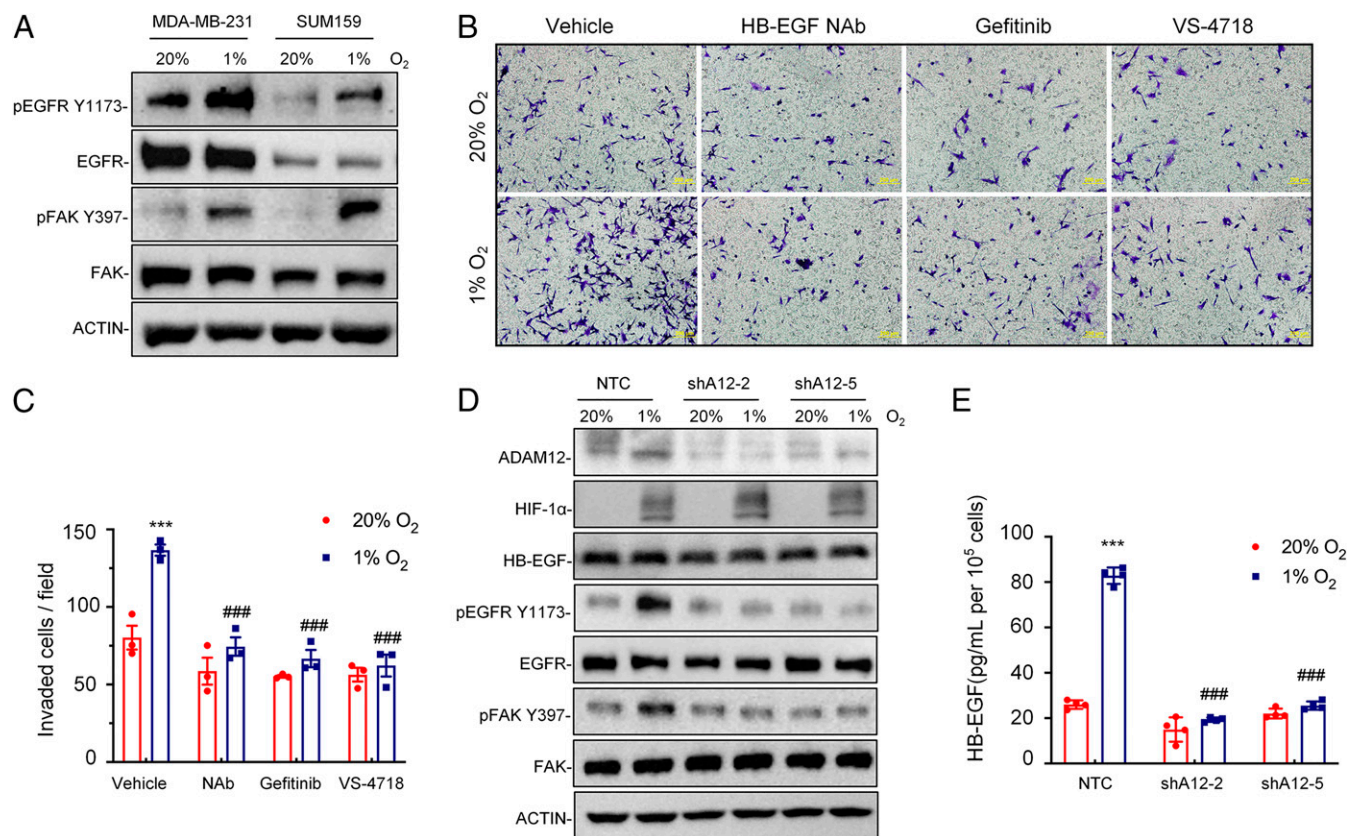 A
MDA-MB-231 SUM159
20% 1% 20% 1% O2
pEGFR Y1173-
EGFR-
pFAK Y397-
FAK-
ACTIN-
B
Vehicle HB-EGF NAb Gefitinib VS-4718
20% O2
1% O2
C
Invaded cells / field
150
100
50
0
***
###
###
###
20% O2
1% O2
Vehicle NAb Gefitinib VS-4718
D
NTC shA12-2 shA12-5
20% 1% 20% 1% 20% 1% O2
ADAM12-
HIF-1α-
HB-EGF-
pEGFR Y1173-
EGFR-
pFAK Y397-
FAK-
ACTIN-
E
HB-EGF(pg/mL per 10⁵ cells)
100
80
60
40
20
0
***
###
###
20% O2
1% O2
NTC shA12-2 shA12-5